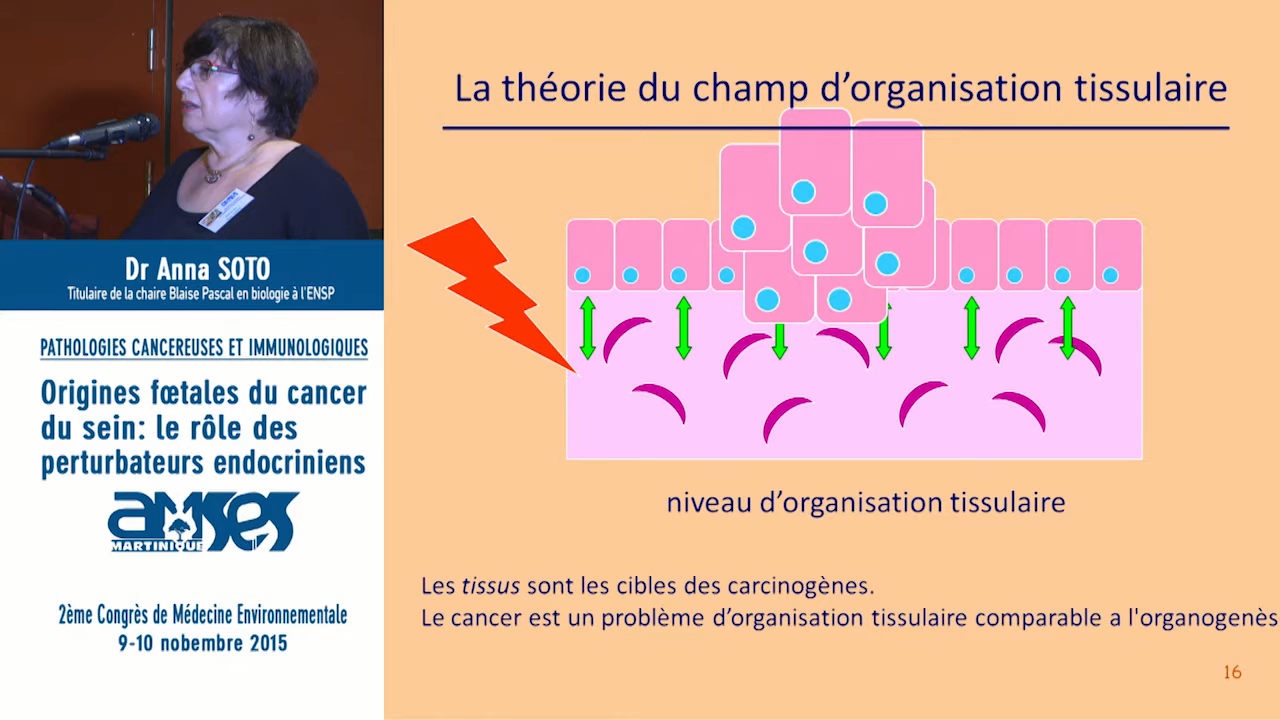 Dr Anna SOTO
Titulaire de la chaire Blaise Pascal en biologie à l'ENSP
PATHOLOGIES CANCEREUSES ET IMMUNOLOGIQUES
Origines fœtales du cancer
du sein: le rôle des
perturbateurs endocriniens
amses
MARTINIQUE
2ème Congrès de Médecine Environnementale
9-10 nobembre 2015
La théorie du champ d'organisation tissulaire
niveau d'organisation tissulaire
Les tissus sont les cibles des carcinogènes.
Le cancer est un problème d'organisation tissulaire comparable a l'organogenès
16